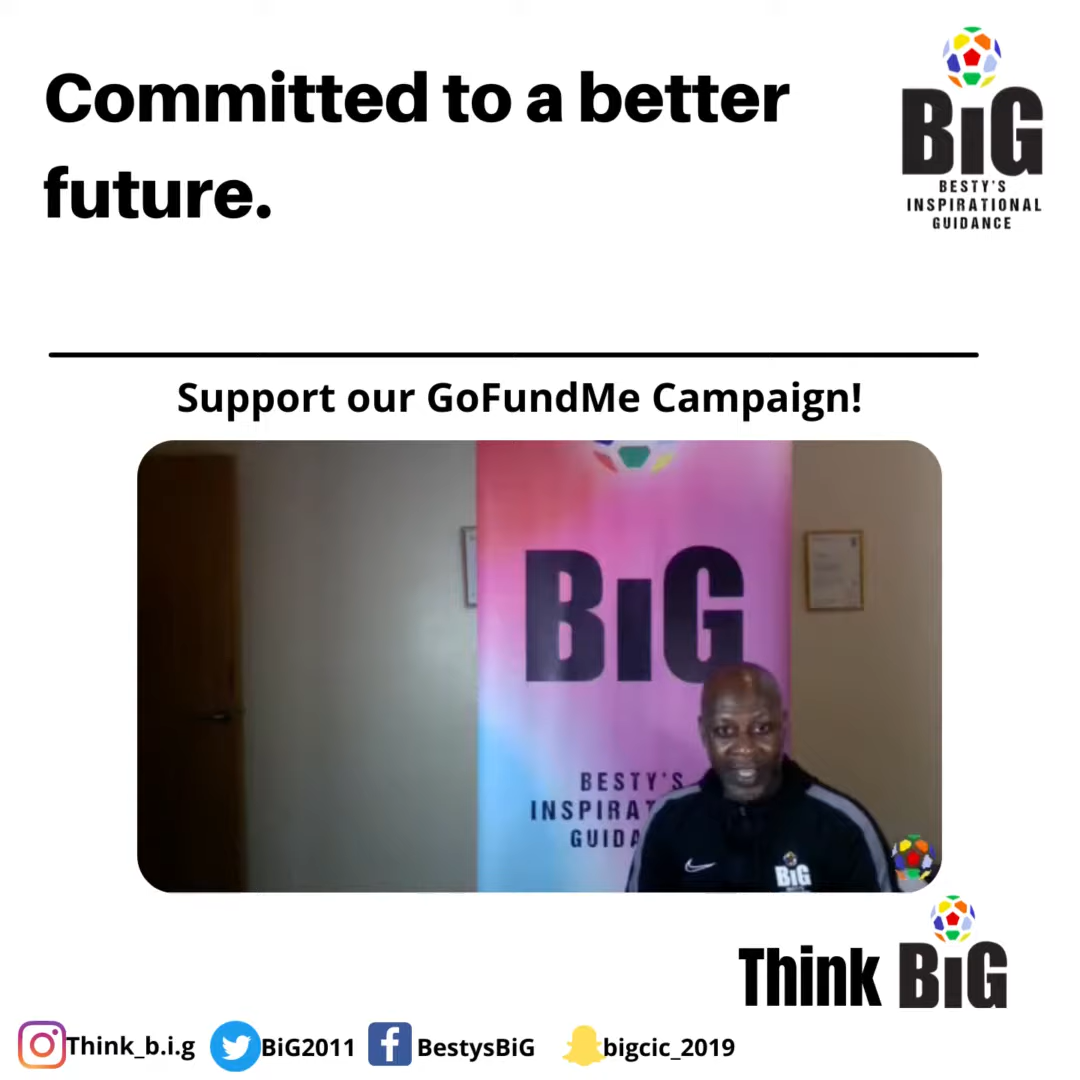 Committed to a better
future.
BiG
BESTY'S
INSPIRATIONAL
GUIDANCE
Support our GoFundMe Campaign!
BiG
BESTY'S
INSPIRAT
GUIDA
BiG
Think BiG
Think_b.i.g
BiG2011
BestysBiG
bigcic_2019